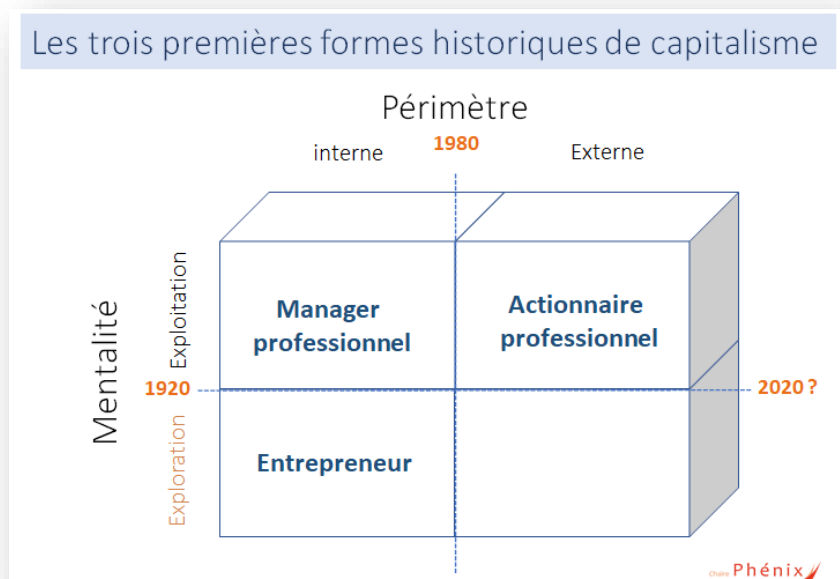 Les trois premières formes historiques de capitalisme
Périmètre
interne
1980
Externe
Mentalité
Exploitation
Manager
professionnel
Actionnaire
professionnel
1920
2020 ?
Exploration
Entrepreneur
Chaire Phénix